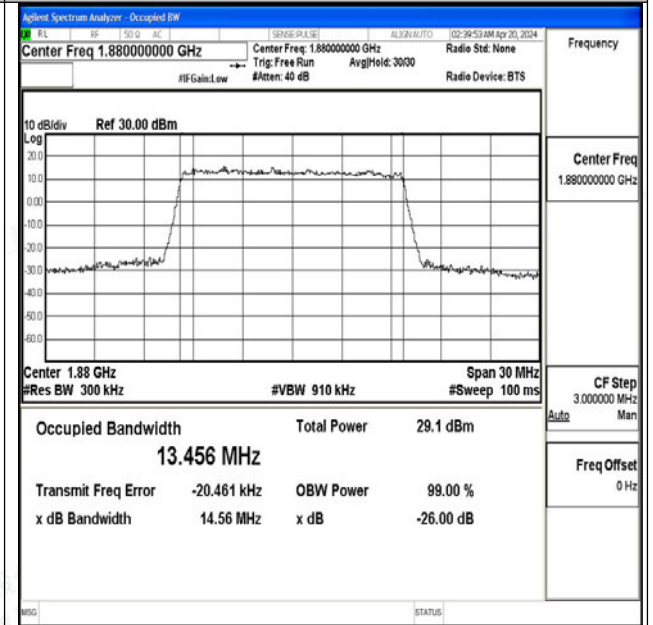 Agilent Spectrum Analyzer - Occupied BW
RL RF 50 Ω AC SENSE:PULSE ALIGN AUTO 02:39:53 AM Apr 20, 2024
Center Freq 1.880000000 GHz Center Freq: 1.880000000 GHz Radio Std: None Frequency
Trig: Free Run Avg|Hold: 30/30
#IFGain:Low #Atten: 40 dB Radio Device: BTS
10 dB/div Ref 30.00 dBm
Log
20.0
10.0
0.00
-10.0
-20.0
-30.0
-40.0
-50.0
-60.0
Center Freq
1.880000000 GHz
Center 1.88 GHz Span 30 MHz
#Res BW 300 kHz #VBW 910 kHz #Sweep 100 ms
CF Step
3.000000 MHz
Auto Man
Occupied Bandwidth Total Power 29.1 dBm
13.456 MHz
Transmit Freq Error -20.461 kHz OBW Power 99.00 %
x dB Bandwidth 14.56 MHz x dB -26.00 dB
Freq Offset
0 Hz
MSG STATUS